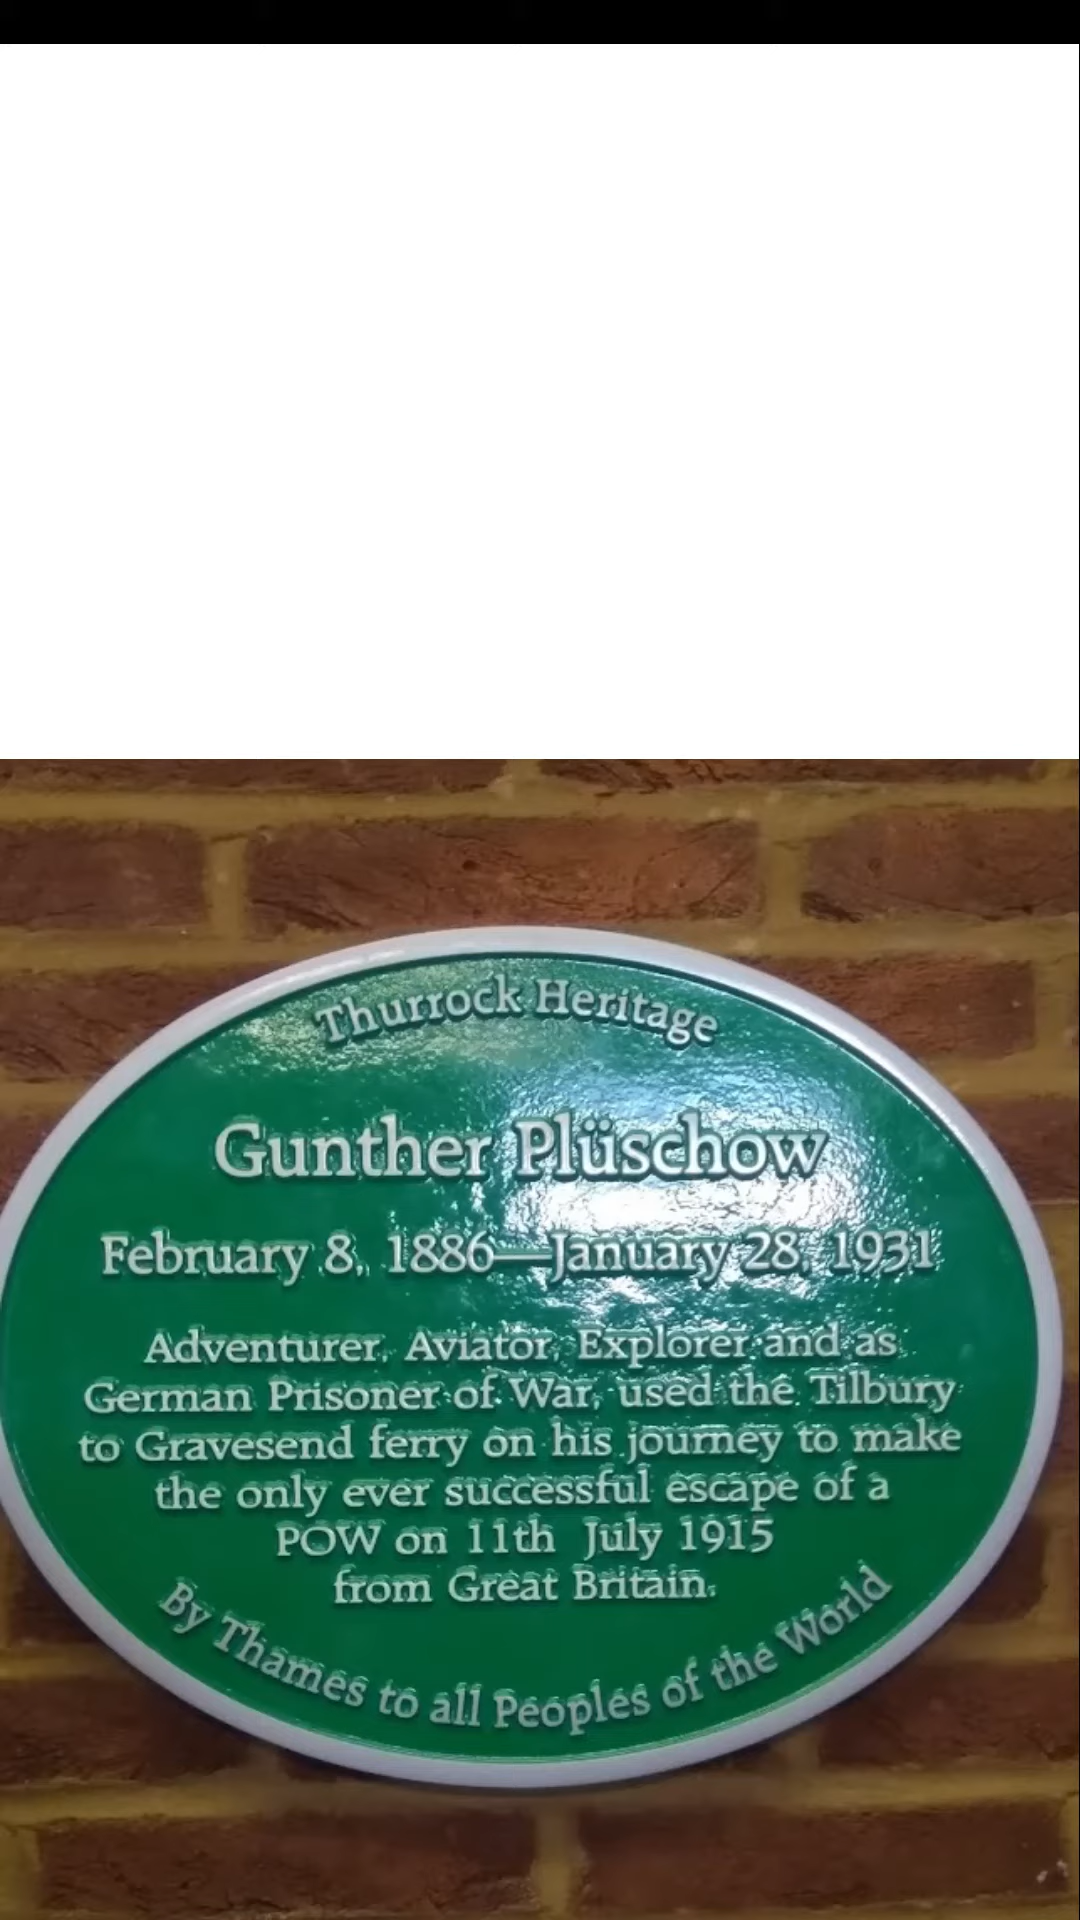 Thurrock Heritage
Gunther Plüschow
February 8, 1886—January 28, 1931
Adventurer, Aviator, Explorer and as
German Prisoner of War, used the Tilbury
to Gravesend ferry on his journey to make
the only ever successful escape of a
POW on 11th July 1915
from Great Britain.
By Thames to all Peoples of the World